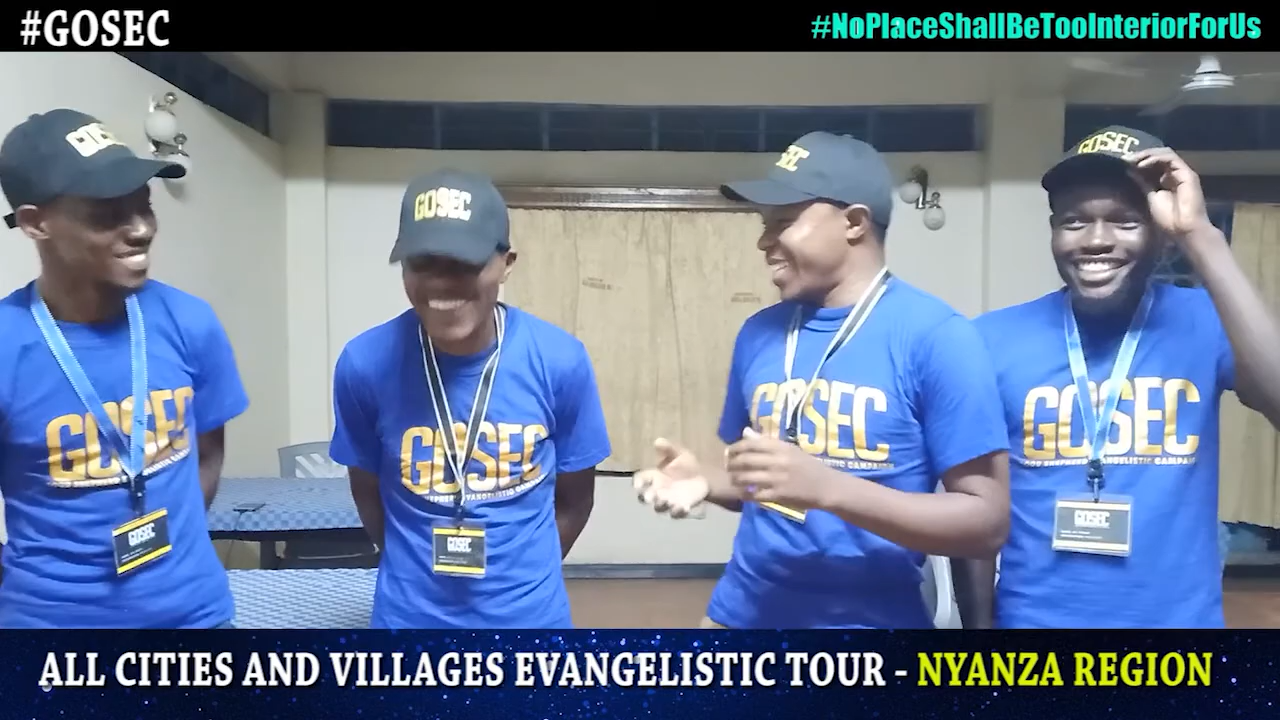 #GOSEC
#NoPlaceShallBeTooInteriorForUs
GOSEC
GOSEC
SEC
GOSEC
GOSEC
GOSEC
GOSEC
GOSEC
GOSEC
GOSEC
GOSEC
ALL CITIES AND VILLAGES EVANGELISTIC TOUR - NYANZA REGION